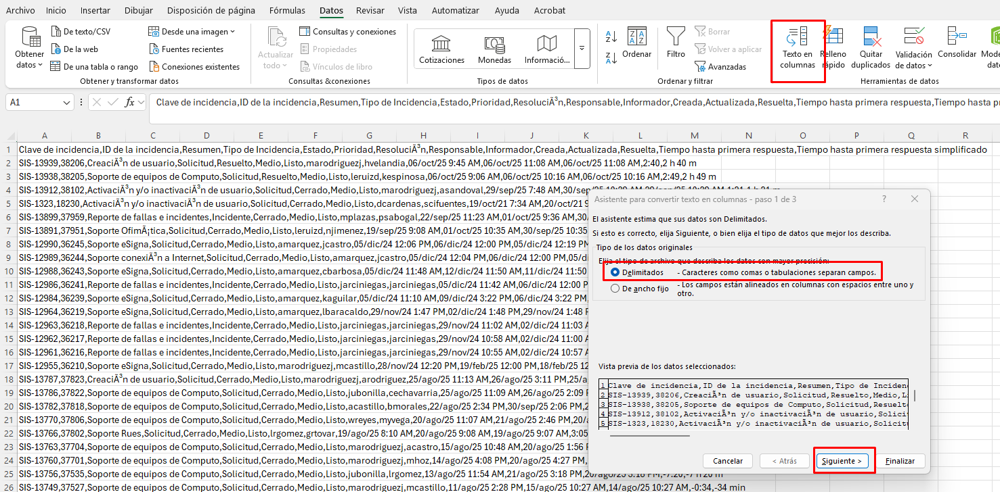 Archivo Inicio Insertar Dibujar Disposición de página Fórmulas Datos Revisar Vista Automatizar Ayuda Acrobat
Obtener datos
De texto/CSV
De la web
De una tabla o rango
Desde una imagen
Fuentes recientes
Conexiones existentes
Obtener y transformar datos
Actualizar todo
Consultas y conexiones
Propiedades
Vínculos de libro
Consultas &conexiones
Cotizaciones
Monedas
Informació...
Tipos de datos
Ordenar
Filtro
Borrar
Volver a aplicar
Avanzadas
Ordenar y filtrar
Texto en columnas
Relleno rápido
Quitar duplicados
Validación de datos
Consolidar
Herramientas de datos
A1
fx
Clave de incidencia,ID de la incidencia,Resumen,Tipo de Incidencia,Estado,Prioridad,ResoluciÃ³n,Responsable,Informador,Creada,Actualizada,Resuelta,Tiempo hasta primera respuesta,Tiempo hasta
A B C D E F G H I J K L M N O P Q R
1 Clave de incidencia,ID de la incidencia,Resumen,Tipo de Incidencia,Estado,Prioridad,ResoluciÃ³n,Responsable,Informador,Creada,Actualizada,Resuelta,Tiempo hasta primera respuesta,Tiempo hasta primera respuesta simplificado
2 SIS-13939,38206,CreaciÃ³n de usuario,Solicitud,Resuelto,Medio,Listo,marodriguezj,hvelandia,06/oct/25 9:45 AM,06/oct/25 11:08 AM,06/oct/25 11:08 AM,2:40,2 h 40 m
3 SIS-13938,38205,Soporte de equipos de Computo,Solicitud,Resuelto,Medio,Listo,leruizd,kespinosa,06/oct/25 9:06 AM,06/oct/25 10:16 AM,06/oct/25 10:16 AM,2:49,2 h 49 m
4 SIS-13912,38102,ActivaciÃ³n y/o inactivaciÃ³n de usuario,Solicitud,Cerrado,Medio,Listo,marodriguezj,asandoval,29/sep/25 7:48 AM
5 SIS-1323,18230,ActivaciÃ³n y/o inactivaciÃ³n de usuario,Solicitud,Cerrado,Medio,Listo,dcardenas,scifuentes,19/oct/21 7:34 AM,20/oct/21
6 SIS-13899,37959,Reporte de fallas e incidentes,Incidente,Cerrado,Medio,Listo,mplazas,psabogal,22/sep/25 11:23 AM,01/oct/25 9:36 AM,30/
7 SIS-13891,37951,Soporte OfimÃ¡tica,Solicitud,Cerrado,Medio,Listo,leruizd,njimenez,19/sep/25 9:08 AM,01/oct/25 10:35 AM,30/sep/25 10:35
8 SIS-12990,36245,Soporte eSigna,Solicitud,Cerrado,Medio,Listo,amarquez,jcastro,05/dic/24 12:06 PM,06/dic/24 12:00 PM,05/dic/24 12:19 PM
9 SIS-12989,36244,Soporte conexiÃ³n a Internet,Solicitud,Cerrado,Medio,Listo,amarquez,jcastro,05/dic/24 12:04 PM,06/dic/24 12:00 PM,05/di
10 SIS-12988,36243,Soporte eSigna,Solicitud,Cerrado,Medio,Listo,amarquez,cbarbosa,05/dic/24 11:48 AM,12/dic/24 11:50 AM,11/dic/24 11:50
11 SIS-12986,36241,Reporte de fallas e incidentes,Incidente,Cerrado,Medio,Listo,jarciniegas,jarciniegas,05/dic/24 11:42 AM,06/dic/24 12:00 PM
12 SIS-12984,36239,Soporte eSigna,Solicitud,Cerrado,Medio,Listo,amarquez,kaguilar,05/dic/24 11:10 AM,09/dic/24 3:22 PM,06/dic/24 3:22 PM,
13 SIS-12964,36219,Soporte eSigna,Solicitud,Cerrado,Medio,Listo,amarquez,lbaracaldo,29/nov/24 1:47 PM,02/dic/24 1:48 PM,29/nov/24 1:48
14 SIS-12963,36218,Reporte de fallas e incidentes,Incidente,Cerrado,Medio,Listo,jarciniegas,jarciniegas,29/nov/24 11:02 AM,02/dic/24 11:03
15 SIS-12962,36217,Reporte de fallas e incidentes,Incidente,Cerrado,Medio,Listo,jarciniegas,jarciniegas,29/nov/24 10:58 AM,02/dic/24 11:00
16 SIS-12961,36216,Reporte de fallas e incidentes,Incidente,Cerrado,Medio,Listo,jarciniegas,jarciniegas,29/nov/24 10:55 AM,02/dic/24 10:57
17 SIS-12955,36210,Soporte eSigna,Solicitud,Cerrado,Medio,Listo,marodriguezj,mcastillo,28/nov/24 12:20 PM,19/feb/25 12:00 PM,18/feb/25 12
18 SIS-13787,37823,CreaciÃ³n de usuario,Solicitud,Cerrado,Medio,Listo,marodriguezj,arodriguez,25/ago/25 11:13 AM,26/ago/25 3:11 PM,25/a
19 SIS-13786,37822,Soporte de equipos de Computo,Solicitud,Cerrado,Medio,Listo,jubonilla,cechavarria,25/ago/25 11:09 AM,26/ago/25 2:09
20 SIS-13782,37818,Soporte de equipos de Computo,Solicitud,Cerrado,Medio,Listo,acastillo,bmorales,22/ago/25 2:34 PM,30/sep/25 2:06 PM,2
21 SIS-13770,37806,Soporte de equipos de Computo,Solicitud,Cerrado,Medio,Listo,wreyes,myvega,20/ago/25 11:07 AM,21/ago/25 2:46 PM,20/
22 SIS-13766,37802,Soporte Rues,Solicitud,Cerrado,Medio,Listo,lrgomez,grtovar,19/ago/25 8:10 AM,20/ago/25 9:08 AM,19/ago/25 9:07 AM,3:05
23 SIS-13763,37704,Soporte de equipos de Computo,Solicitud,Cerrado,Medio,Listo,marodriguezj,acastro,15/ago/25 10:48 AM,20/ago/25 1:56
24 SIS-13760,37701,Soporte de equipos de Computo,Solicitud,Cerrado,Medio,Listo,marodriguezj,mhoz,14/ago/25 4:08 PM,20/ago/25 4:27 PM,
25 SIS-13756,37535,Soporte de equipos de Computo,Solicitud,Cerrado,Medio,Listo,jubonilla,lrgomez,13/ago/25 11:54 AM,21/ago/25 3:18 PM,20/ago/25 3:18 PM,-7:20,-7 h 20 m
26 SIS-13749,37527,Soporte de equipos de Computo,Solicitud,Cerrado,Medio,Listo,marodriguezj,mcastillo,11/ago/25 2:28 PM,15/ago/25 10:27 AM,14/ago/25 10:27 AM,-0:34,-34 min
Asistente para convertir texto en columnas - paso 1 de 3
El asistente estima que sus datos son Delimitados.
Si esto es correcto, elija Siguiente, o bien elija el tipo de datos que mejor los describa.
Tipo de los datos originales
Elija el tipo de archivo que describa los datos con mayor precisión:
Delimitados - Caracteres como comas o tabulaciones separan campos.
De ancho fijo - Los campos están alineados en columnas con espacios entre uno y
otro.
Vista previa de los datos seleccionados:
1 Clave de incidencia,ID de la incidencia,Resumen,Tipo de Inciden
2 SIS-13939,38206,CreaciÃ³n de usuario,Solicitud,Resuelto,Medio,Li
3 SIS-13938,38205,Soporte de equipos de Computo,Solicitud,Resuelt
4 SIS-13912,38102,ActivaciÃ³n y/o inactivaciÃ³n de usuario,Solicit
5 SIS-1323,18230,ActivaciÃ³n y/o inactivaciÃ³n de usuario,Solicitu
Cancelar < Atrás Siguiente > Finalizar